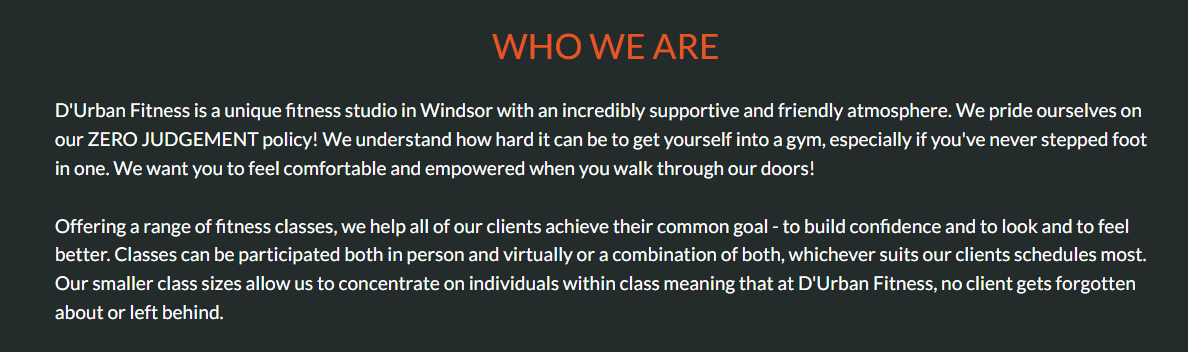 WHO WE ARE
D'Urban Fitness is a unique fitness studio in Windsor with an incredibly supportive and friendly atmosphere. We pride ourselves on
our ZERO JUDGEMENT policy! We understand how hard it can be to get yourself into a gym, especially if you've never stepped foot
in one. We want you to feel comfortable and empowered when you walk through our doors!
Offering a range of fitness classes, we help all of our clients achieve their common goal - to build confidence and to look and to feel
better. Classes can be participated both in person and virtually or a combination of both, whichever suits our clients schedules most.
Our smaller class sizes allow us to concentrate on individuals within class meaning that at D'Urban Fitness, no client gets forgotten
about or left behind.